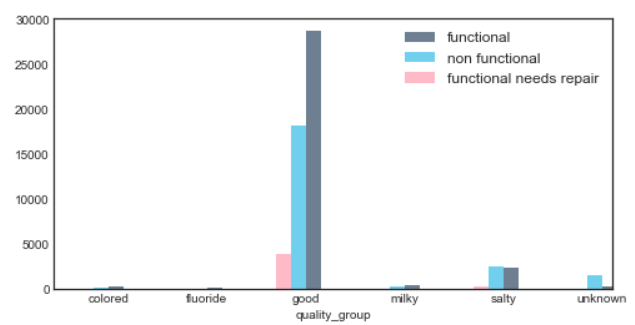 30000
25000
20000
15000
10000
5000
0
functional
non functional
functional needs repair
colored fluoride good milky salty unknown
quality_group